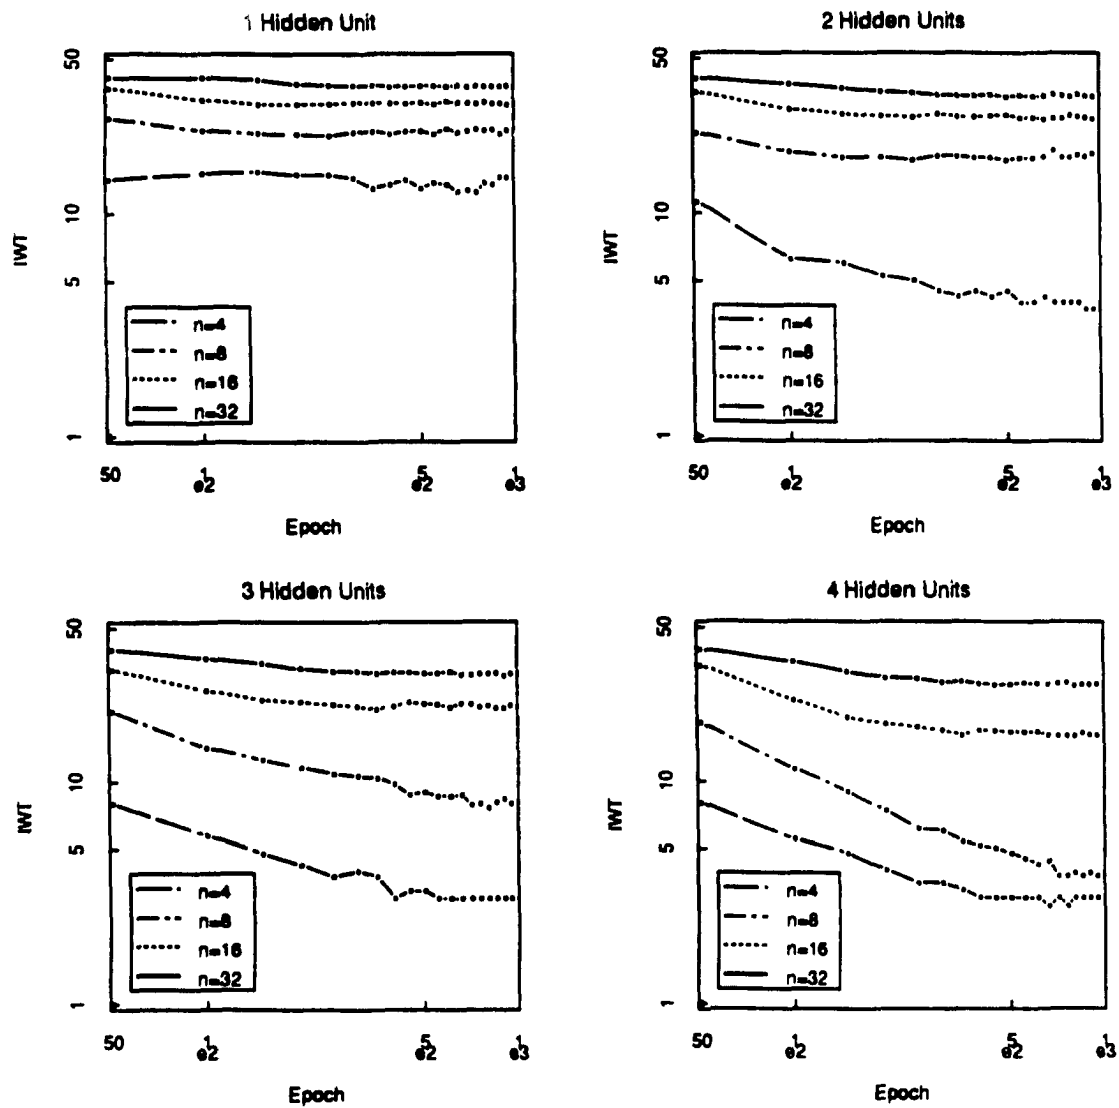 1 Hidden Unit
IWT
50
10
5
1
n=4
n=8
n=16
n=32
50
1
e2
5
e2
1
e3
Epoch
2 Hidden Units
IWT
50
10
5
1
n=4
n=8
n=16
n=32
50
1
e2
5
e2
1
e3
Epoch
3 Hidden Units
IWT
50
10
5
1
n=4
n=8
n=16
n=32
50
1
e2
5
e2
1
e3
Epoch
4 Hidden Units
IWT
50
10
5
1
n=4
n=8
n=16
n=32
50
1
e2
5
e2
1
e3
Epoch